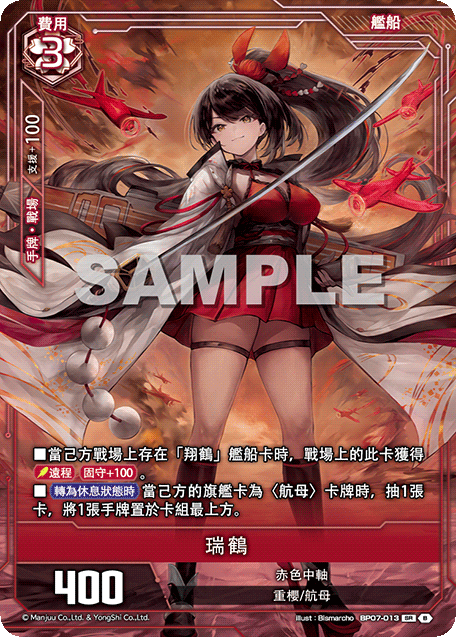 費用
艦船
3
手牌・戰場
支援+100
SAMPLE
■當己方戰場上存在「翔鶴」艦船卡時，戰場上的此卡獲得
遠程 固守+100。
■轉為休息狀態時 當己方的旗艦卡為〈航母〉卡牌時，抽1張
卡，將1張手牌置於卡組最上方。
瑞鶴
400
赤色中軸
重櫻/航母
© Manjuu Co.,Ltd. & YongShi Co.,Ltd.
Illust : Bismarcho
BP07-013 SR B